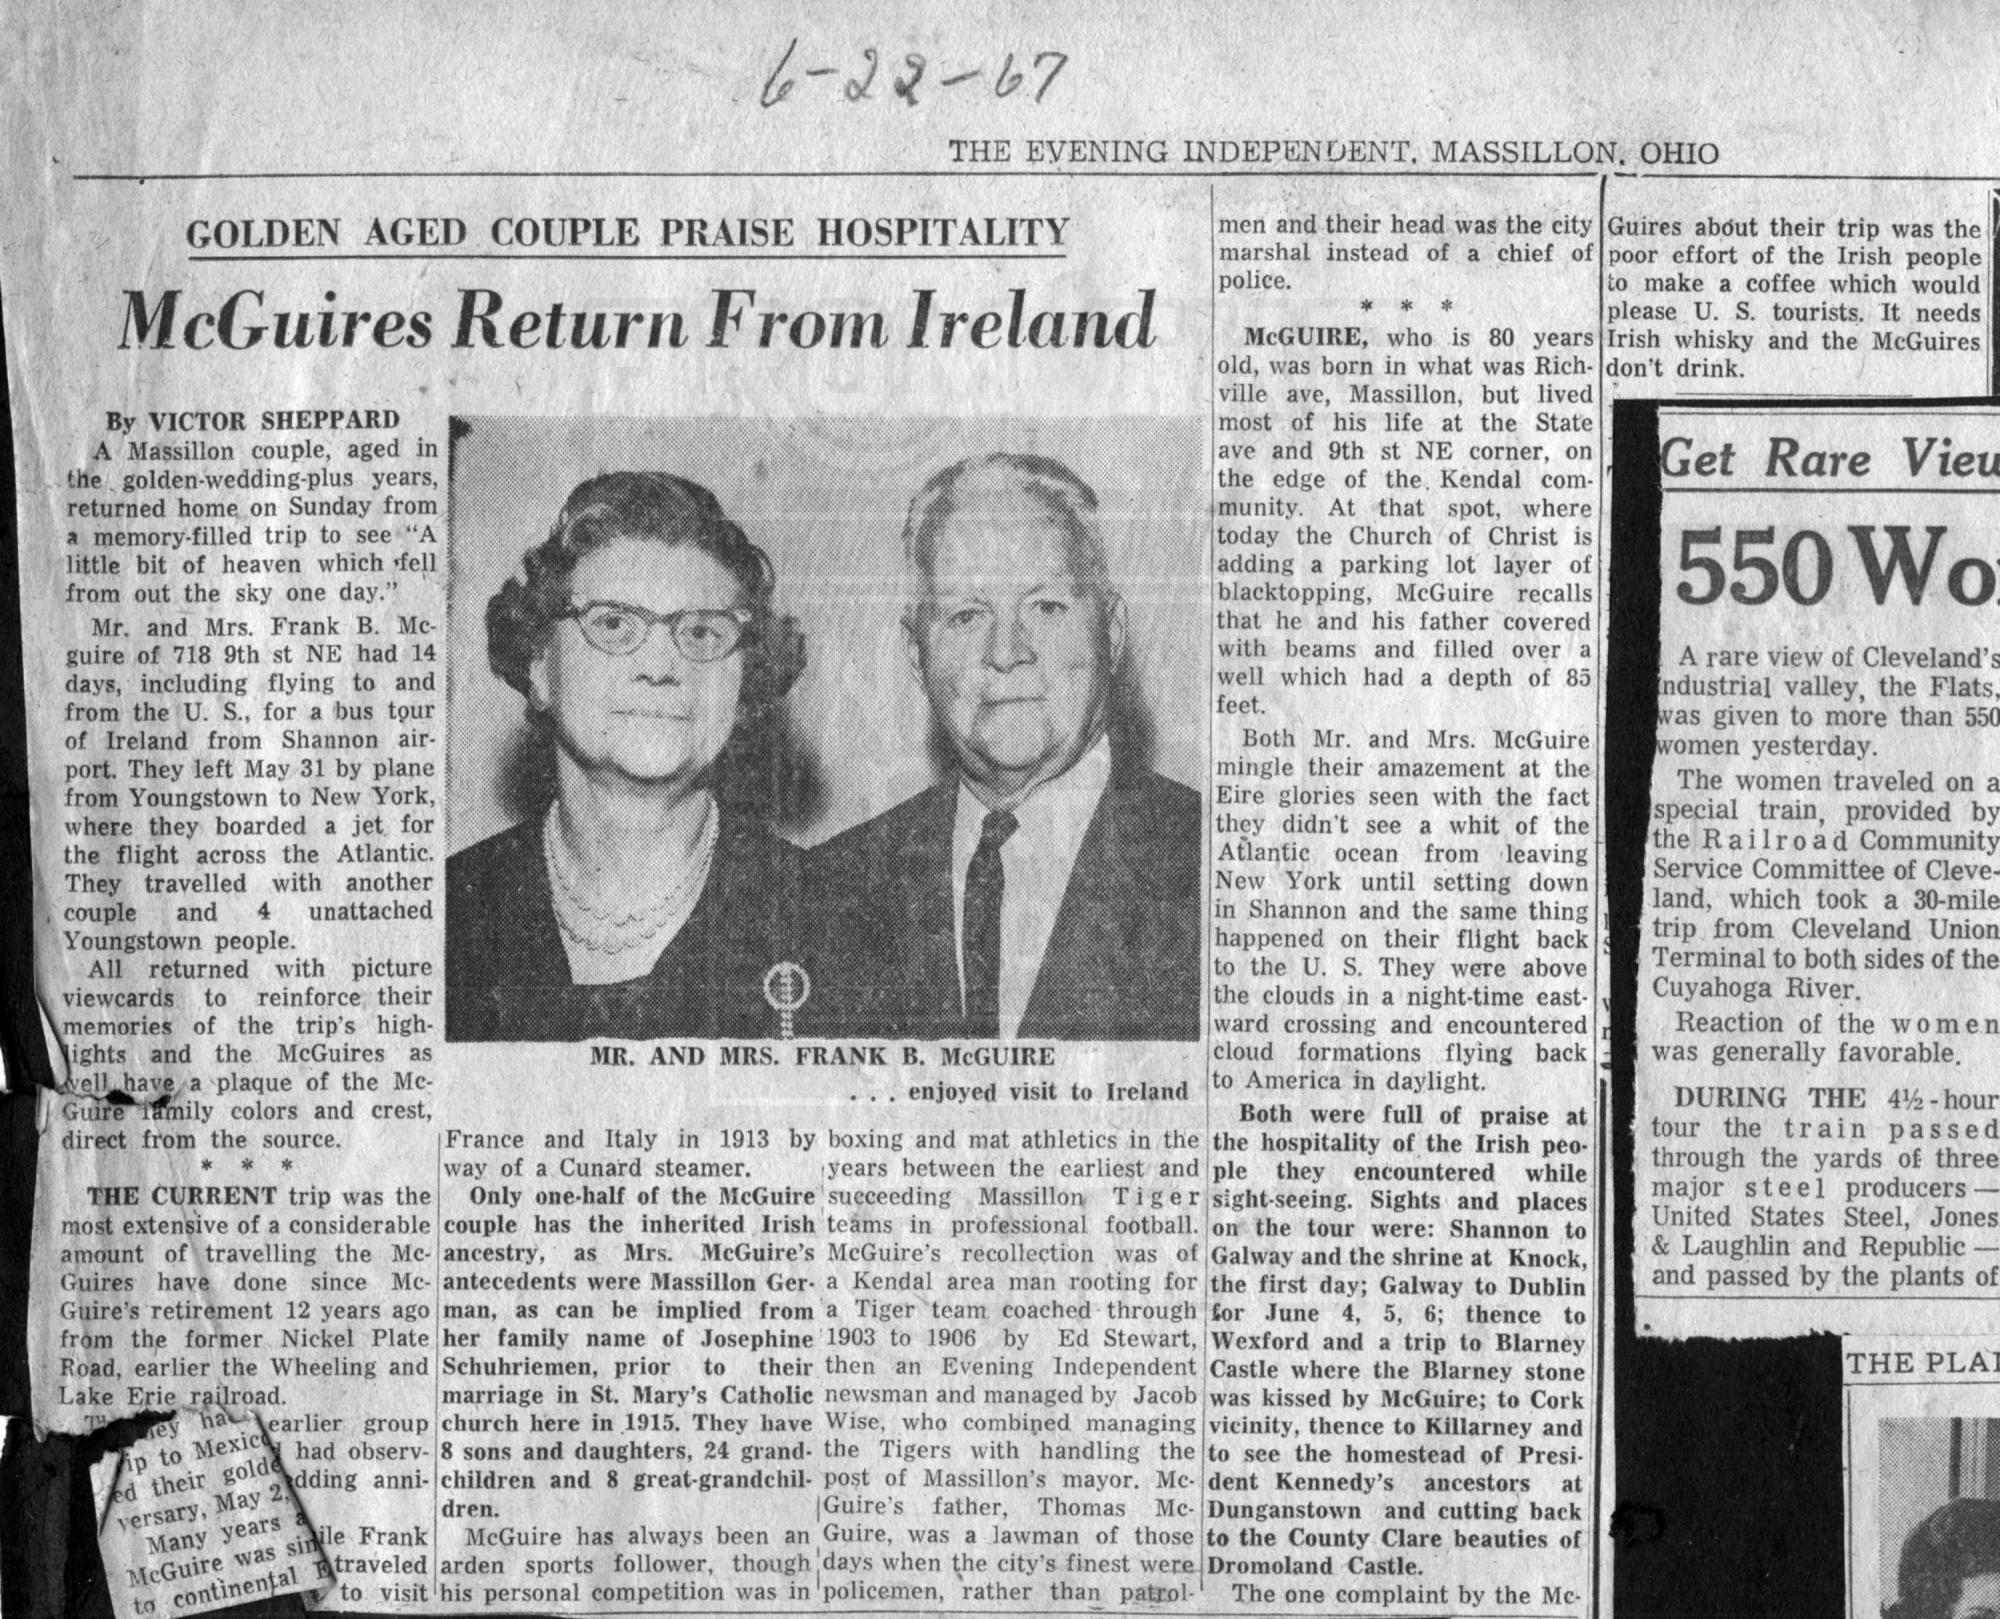 6-22-67
THE EVENING INDEPENDENT, MASSILLON, OHIO
GOLDEN AGED COUPLE PRAISE HOSPITALITY
McGuires Return From Ireland
By VICTOR SHEPPARD
A Massillon couple, aged in
the golden-wedding-plus years,
returned home on Sunday from
a memory-filled trip to see "A
little bit of heaven which fell
from out the sky one day."
Mr. and Mrs. Frank B. Mc-
guire of 718 9th st NE had 14
days, including flying to and
from the U. S., for a bus tour
of Ireland from Shannon air-
port. They left May 31 by plane
from Youngstown to New York,
where they boarded a jet for
the flight across the Atlantic.
They travelled with another
couple and 4 unattached
Youngstown people.
All returned with picture
viewcards to reinforce their
memories of the trip's high-
lights and the McGuires as
well have a plaque of the Mc-
Guire family colors and crest,
direct from the source.
* * *
THE CURRENT trip was the
most extensive of a considerable
amount of travelling the Mc-
Guires have done since Mc-
Guire's retirement 12 years ago
from the former Nickel Plate
Road, earlier the Wheeling and
Lake Erie railroad.
They ha earlier group
ip to Mexico had observ-
ed their golde dding anni-
versary, May 2,
Many years a
McGuire was sin ile Frank
to continental E traveled
to visit
MR. AND MRS. FRANK B. McGUIRE
. . . enjoyed visit to Ireland
France and Italy in 1913 by
way of a Cunard steamer.
Only one-half of the McGuire
couple has the inherited Irish
ancestry, as Mrs. McGuire's
antecedents were Massillon Ger-
man, as can be implied from
her family name of Josephine
Schuhriemen, prior to their
marriage in St. Mary's Catholic
church here in 1915. They have
8 sons and daughters, 24 grand-
children and 8 great-grandchil-
dren.
McGuire has always been an
arden sports follower, though
his personal competition was in
boxing and mat athletics in the
years between the earliest and
succeeding Massillon Tiger
teams in professional football.
McGuire's recollection was of
a Kendal area man rooting for
a Tiger team coached through
1903 to 1906 by Ed Stewart,
then an Evening Independent
newsman and managed by Jacob
Wise, who combined managing
the Tigers with handling the
post of Massillon's mayor. Mc-
Guire's father, Thomas Mc-
Guire, was a lawman of those
days when the city's finest were
policemen, rather than patrol-
men and their head was the city
marshal instead of a chief of
police.
* * *
McGUIRE, who is 80 years
old, was born in what was Rich-
ville ave, Massillon, but lived
most of his life at the State
ave and 9th st NE corner, on
the edge of the Kendal com-
munity. At that spot, where
today the Church of Christ is
adding a parking lot layer of
blacktopping, McGuire recalls
that he and his father covered
with beams and filled over a
well which had a depth of 85
feet.
Both Mr. and Mrs. McGuire
mingle their amazement at the
Eire glories seen with the fact
they didn't see a whit of the
Atlantic ocean from leaving
New York until setting down
in Shannon and the same thing
happened on their flight back
to the U. S. They were above
the clouds in a night-time east-
ward crossing and encountered
cloud formations flying back
to America in daylight.
Both were full of praise at
the hospitality of the Irish peo-
ple they encountered while
sight-seeing. Sights and places
on the tour were: Shannon to
Galway and the shrine at Knock,
the first day; Galway to Dublin
for June 4, 5, 6; thence to
Wexford and a trip to Blarney
Castle where the Blarney stone
was kissed by McGuire; to Cork
vicinity, thence to Killarney and
to see the homestead of Presi-
dent Kennedy's ancestors at
Dunganstown and cutting back
to the County Clare beauties of
Dromoland Castle.
The one complaint by the Mc-
Guires about their trip was the
poor effort of the Irish people
to make a coffee which would
please U. S. tourists. It needs
Irish whisky and the McGuires
don't drink.
Get Rare View
550 Wo
A rare view of Cleveland's
industrial valley, the Flats,
was given to more than 550
women yesterday.
The women traveled on a
special train, provided by
the Railroad Community
Service Committee of Cleve-
land, which took a 30-mile
trip from Cleveland Union
Terminal to both sides of the
Cuyahoga River.
Reaction of the women
was generally favorable.
DURING THE 4½-hour
tour the train passed
through the yards of three
major steel producers —
United States Steel, Jones
& Laughlin and Republic —
and passed by the plants of
THE PLAI